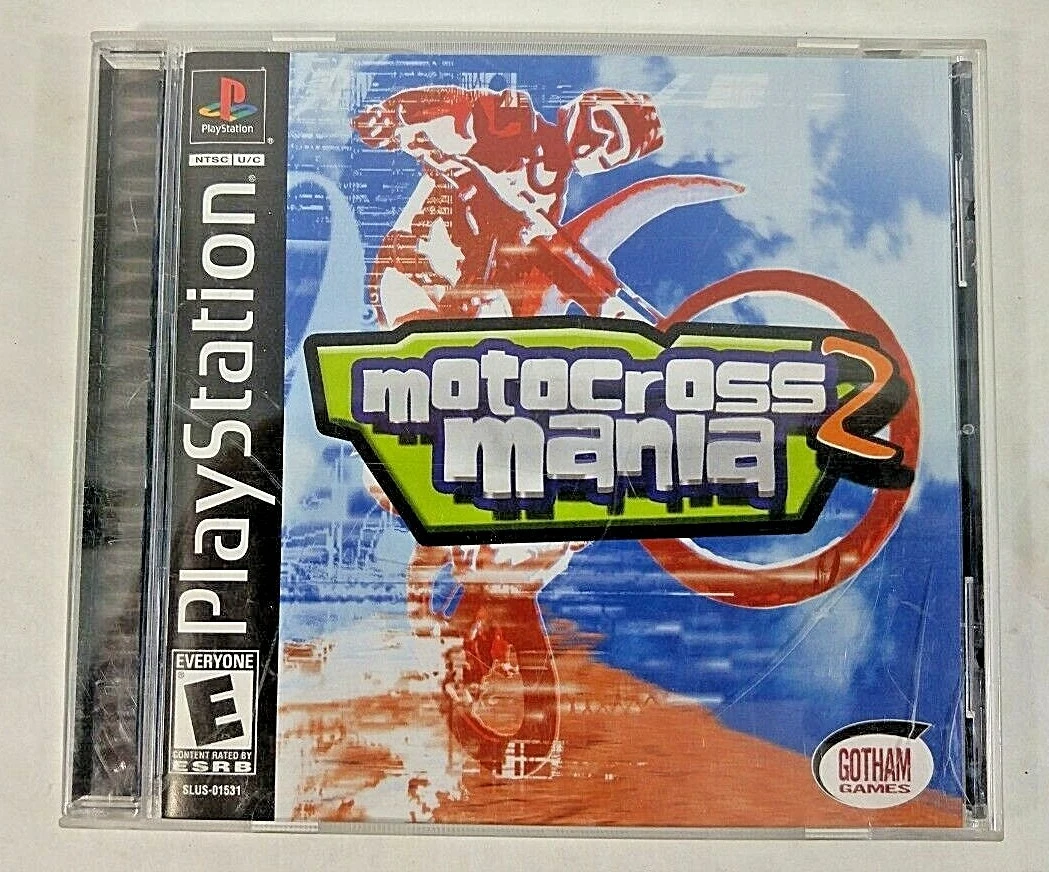 PlayStation
®
NTSC U/C
PlayStation
®
motocross
mania
2
EVERYONE
E
®
CONTENT RATED BY
ESRB
SLUS-01531
GOTHAM
GAMES